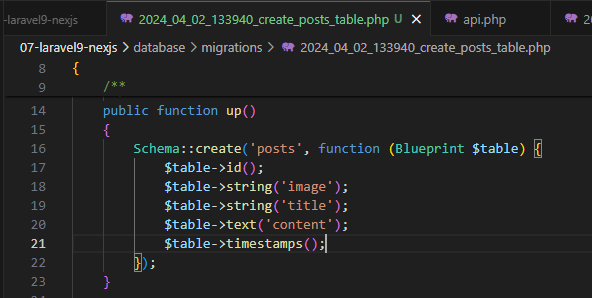 -laravel9-nexjs
2024_04_02_133940_create_posts_table.php U
api.php
20
07-laravel9-nexjs > database > migrations > 2024_04_02_133940_create_posts_table.php
8 {
9 /**
14 public function up()
15 {
16 Schema::create('posts', function (Blueprint $table) {
17 $table->id();
18 $table->string('image');
19 $table->string('title');
20 $table->text('content');
21 $table->timestamps();
22 });
23 }